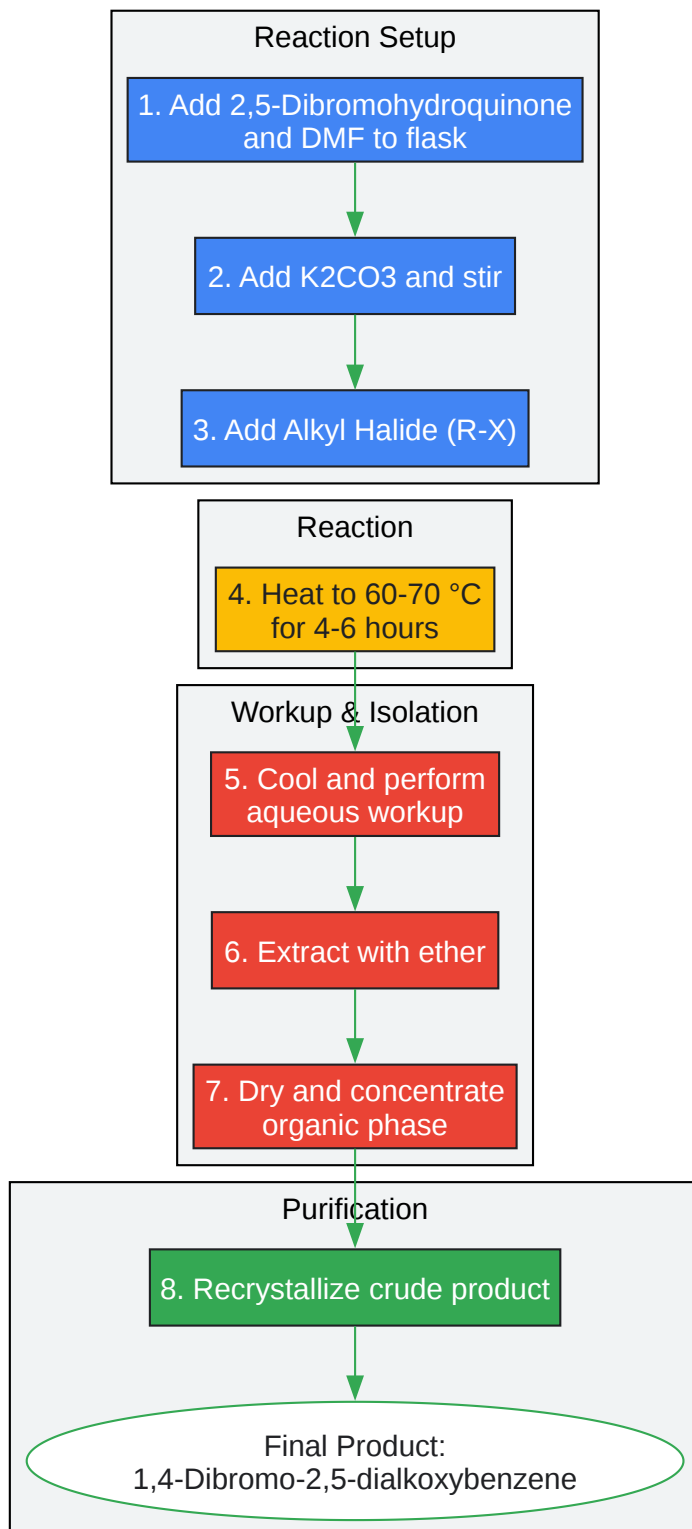 Reaction Setup
1. Add 2,5-Dibromohydroquinone
and DMF to flask
2. Add K2CO3 and stir
3. Add Alkyl Halide (R-X)
Reaction
4. Heat to 60-70 °C
for 4-6 hours
Workup & Isolation
5. Cool and perform
aqueous workup
6. Extract with ether
7. Dry and concentrate
organic phase
Purification
8. Recrystallize crude product
Final Product:
1,4-Dibromo-2,5-dialkoxybenzene